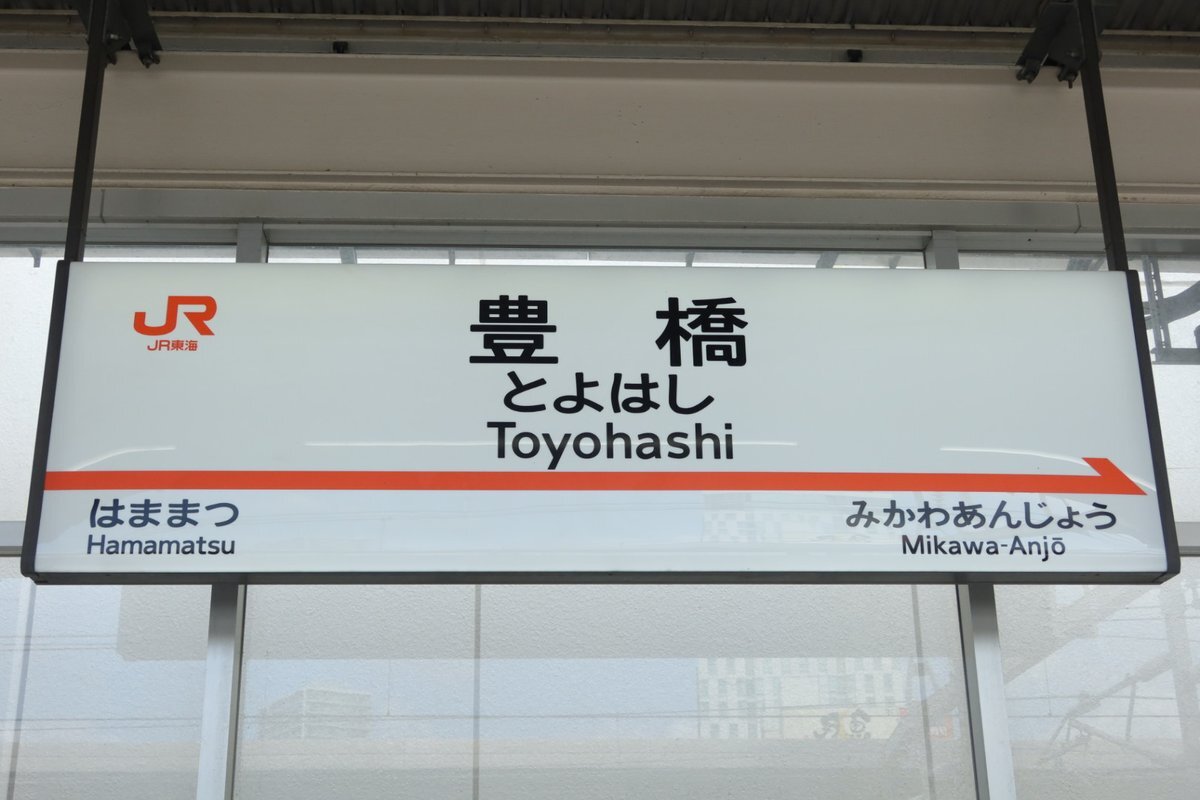 JR
JR東海
豊橋
とよはし
Toyohashi
はままつ
Hamamatsu
みかわあんじょう
Mikawa-Anjō